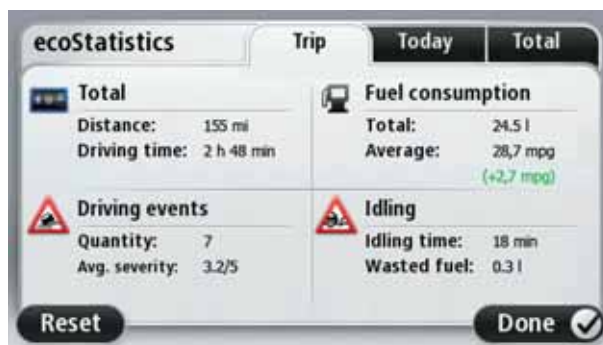 ecoStatistics
Trip
Today
Total
Total
Distance: 155 mi
Driving time: 2 h 48 min
Fuel consumption
Total: 24.5 l
Average: 28,7 mpg
(+2,7 mpg)
Driving events
Quantity: 7
Avg. severity: 3.2/5
Idling
Idling time: 18 min
Wasted fuel: 0.3 l
Reset
Done